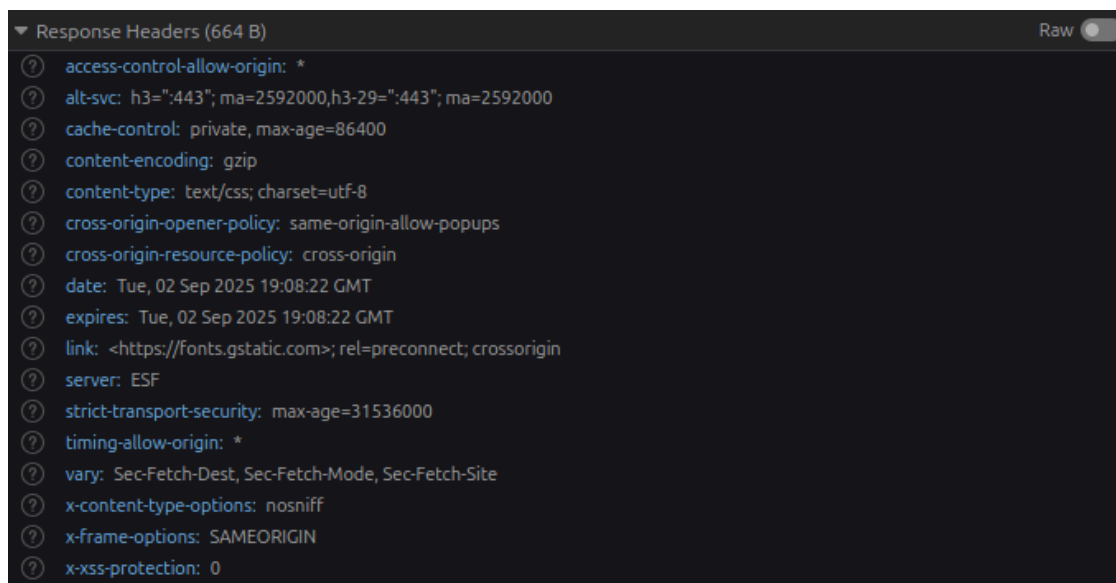 Response Headers (664 B) Raw
access-control-allow-origin: *
alt-svc: h3=":443"; ma=2592000,h3-29=":443"; ma=2592000
cache-control: private, max-age=86400
content-encoding: gzip
content-type: text/css; charset=utf-8
cross-origin-opener-policy: same-origin-allow-popups
cross-origin-resource-policy: cross-origin
date: Tue, 02 Sep 2025 19:08:22 GMT
expires: Tue, 02 Sep 2025 19:08:22 GMT
link: <https://fonts.gstatic.com>; rel=preconnect; crossorigin
server: ESF
strict-transport-security: max-age=31536000
timing-allow-origin: *
vary: Sec-Fetch-Dest, Sec-Fetch-Mode, Sec-Fetch-Site
x-content-type-options: nosniff
x-frame-options: SAMEORIGIN
x-xss-protection: 0